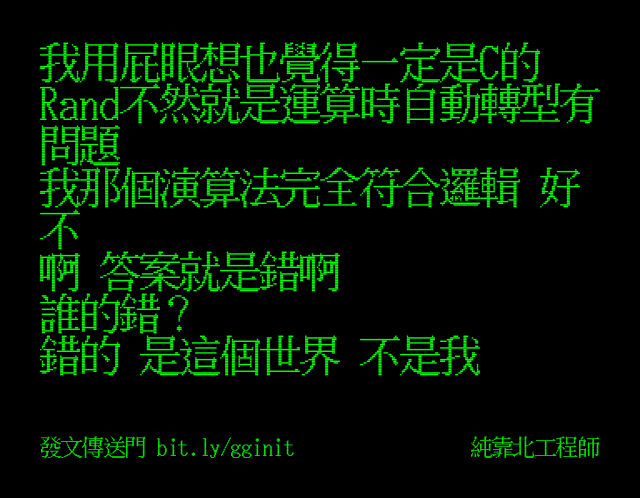 我用屁眼想也覺得一定是C的
Rand不然就是運算時自動轉型有
問題
我那個演算法完全符合邏輯 好
不
啊 答案就是錯啊
誰的錯？
錯的 是這個世界 不是我
發文傳送門 bit.ly/gginit
純靠北工程師